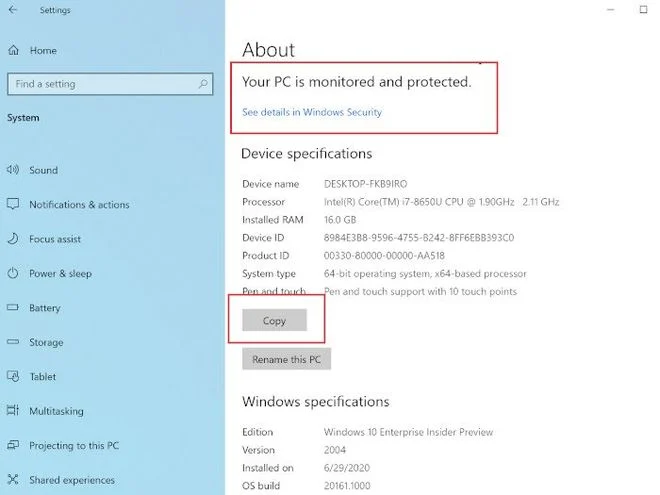 Settings
Home
Find a setting
System
Sound
Notifications & actions
Focus assist
Power & sleep
Battery
Storage
Tablet
Multitasking
Projecting to this PC
Shared experiences
About
Your PC is monitored and protected.
See details in Windows Security
Device specifications
Device name DESKTOP-FKB9IRO
Processor Intel(R) Core(TM) i7-8650U CPU @ 1.90GHz 2.11 GHz
Installed RAM 16.0 GB
Device ID 8984E3B8-9596-4755-B242-8FF6EBB393C0
Product ID 00330-80000-00000-AA518
System type 64-bit operating system, x64-based processor
Pen and touch Pen and touch support with 10 touch points
Copy
Rename this PC
Windows specifications
Edition Windows 10 Enterprise Insider Preview
Version 2004
Installed on 6/29/2020
OS build 20161.1000